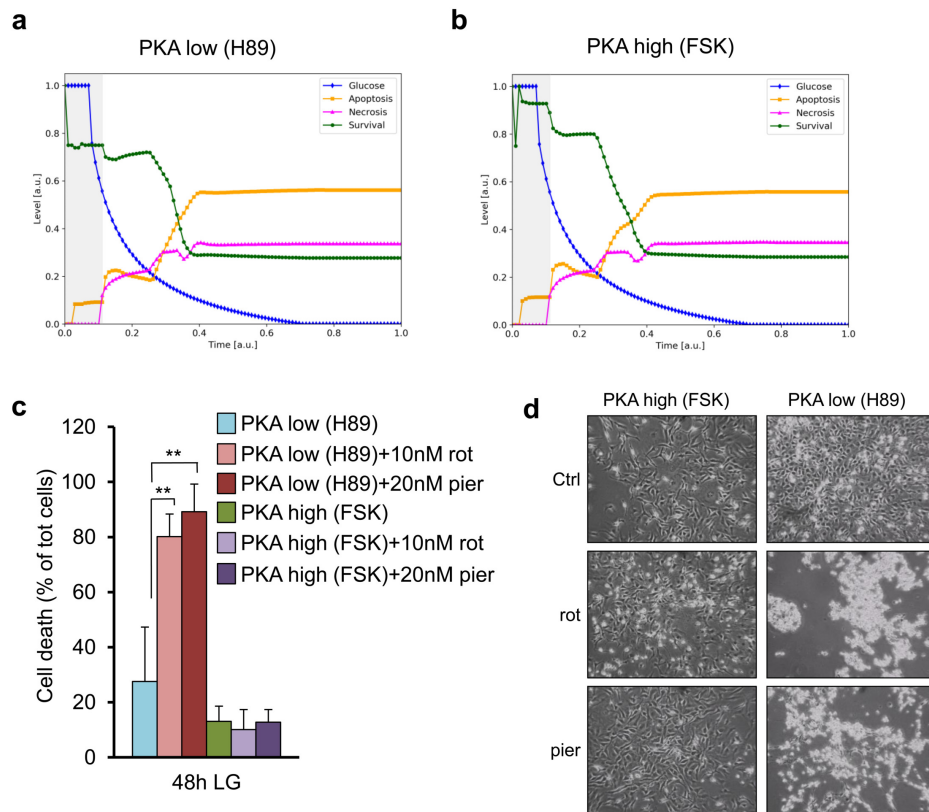 a
PKA low (H89)
Level [a.u.]
1.0
0.8
0.6
0.4
0.2
0.0
0.0 0.2 0.4 0.6 0.8 1.0
Time [a.u.]
Glucose
Apoptosis
Necrosis
Survival
b
PKA high (FSK)
Level [a.u.]
1.0
0.8
0.6
0.4
0.2
0.0
0.0 0.2 0.4 0.6 0.8 1.0
Time [a.u.]
Glucose
Apoptosis
Necrosis
Survival
c
Cell death (% of tot cells)
120
100
80
60
40
20
0
**
**
48h LG
PKA low (H89)
PKA low (H89)+10nM rot
PKA low (H89)+20nM pier
PKA high (FSK)
PKA high (FSK)+10nM rot
PKA high (FSK)+20nM pier
d
PKA high (FSK) PKA low (H89)
Ctrl
rot
pier